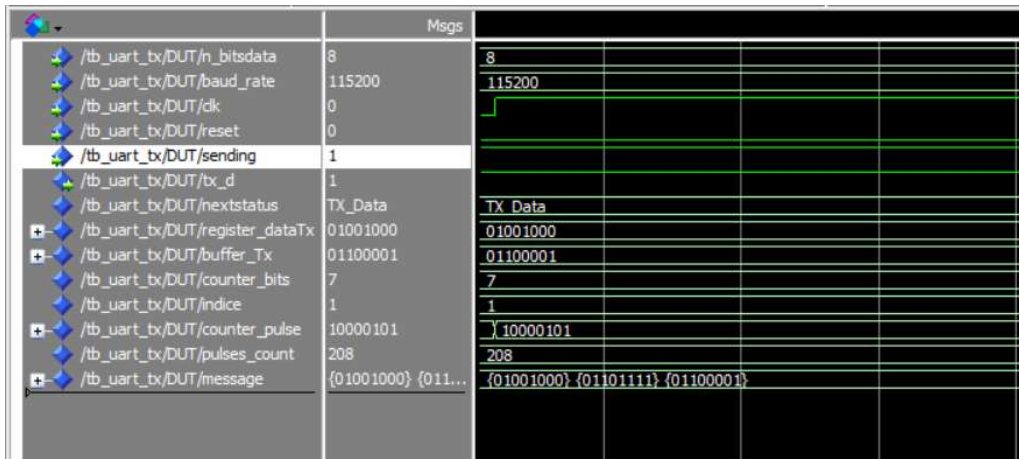 Msgs
/tb_uart_tx/DUT/n_bitsdata 8 8
/tb_uart_tx/DUT/baud_rate 115200 115200
/tb_uart_tx/DUT/clk 0
/tb_uart_tx/DUT/reset 0
/tb_uart_tx/DUT/sending 1
/tb_uart_tx/DUT/tx_d 1
/tb_uart_tx/DUT/nextstatus TX_Data TX_Data
/tb_uart_tx/DUT/register_dataTx 01001000 01001000
/tb_uart_tx/DUT/buffer_Tx 01100001 01100001
/tb_uart_tx/DUT/counter_bits 7 7
/tb_uart_tx/DUT/indice 1 1
/tb_uart_tx/DUT/counter_pulse 10000101 10000101
/tb_uart_tx/DUT/pulses_count 208 208
/tb_uart_tx/DUT/message {01001000} {011... {01001000} {01101111} {01100001}